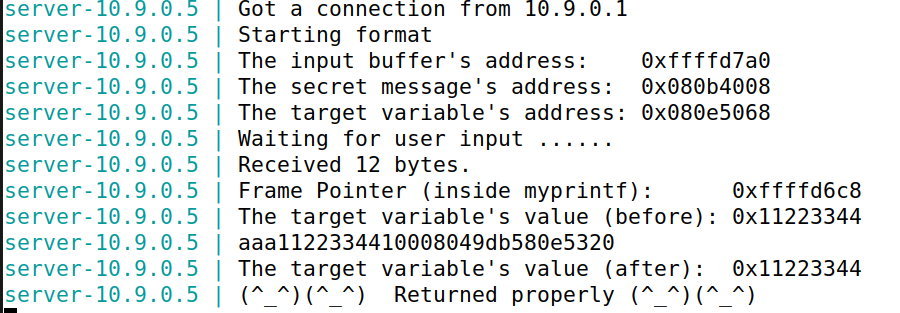 server-10.9.0.5 | Got a connection from 10.9.0.1
server-10.9.0.5 | Starting format
server-10.9.0.5 | The input buffer's address:    0xffffd7a0
server-10.9.0.5 | The secret message's address:  0x080b4008
server-10.9.0.5 | The target variable's address: 0x080e5068
server-10.9.0.5 | Waiting for user input ......
server-10.9.0.5 | Received 12 bytes.
server-10.9.0.5 | Frame Pointer (inside myprintf):      0xffffd6c8
server-10.9.0.5 | The target variable's value (before): 0x11223344
server-10.9.0.5 | aaa1122334410008049db580e5320
server-10.9.0.5 | The target variable's value (after):  0x11223344
server-10.9.0.5 | (^_^)(^_^)  Returned properly (^_^)(^_^)